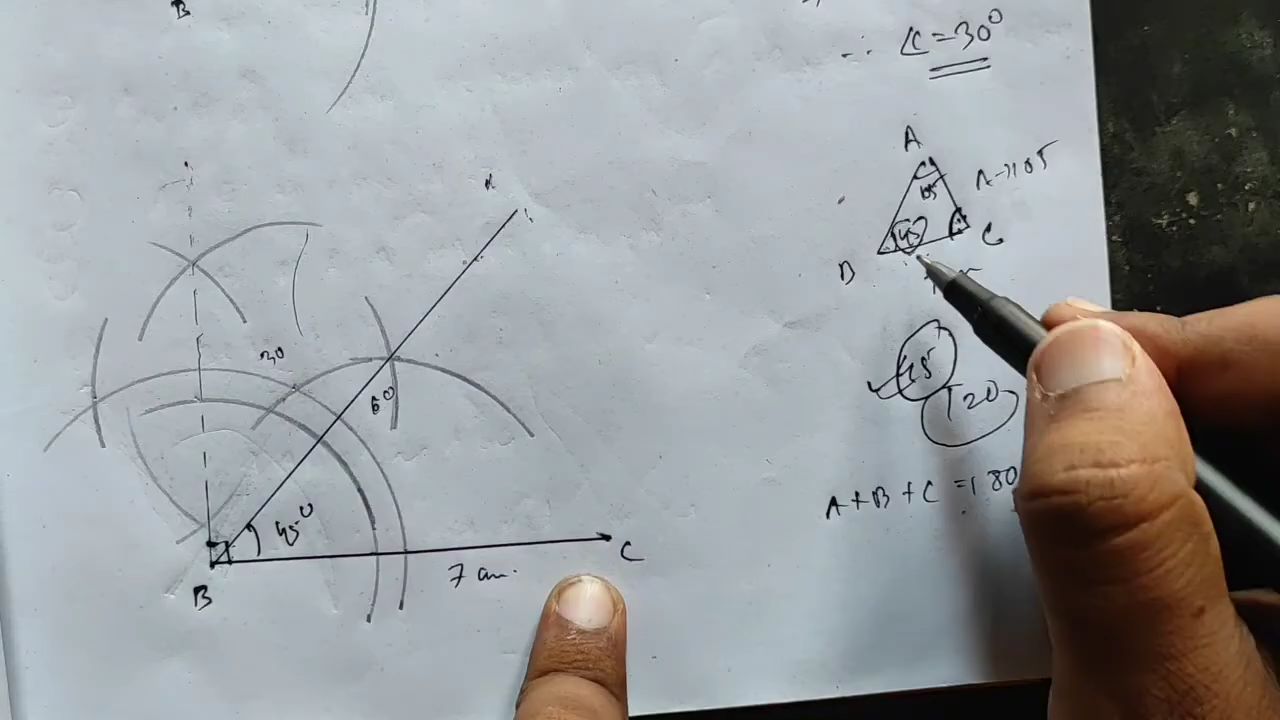 B
∴ ∠C = 30°
A
A → 105
105
45
B
C
30
60
45°
B
7 cm.
C
45
120
A + B + C = 180